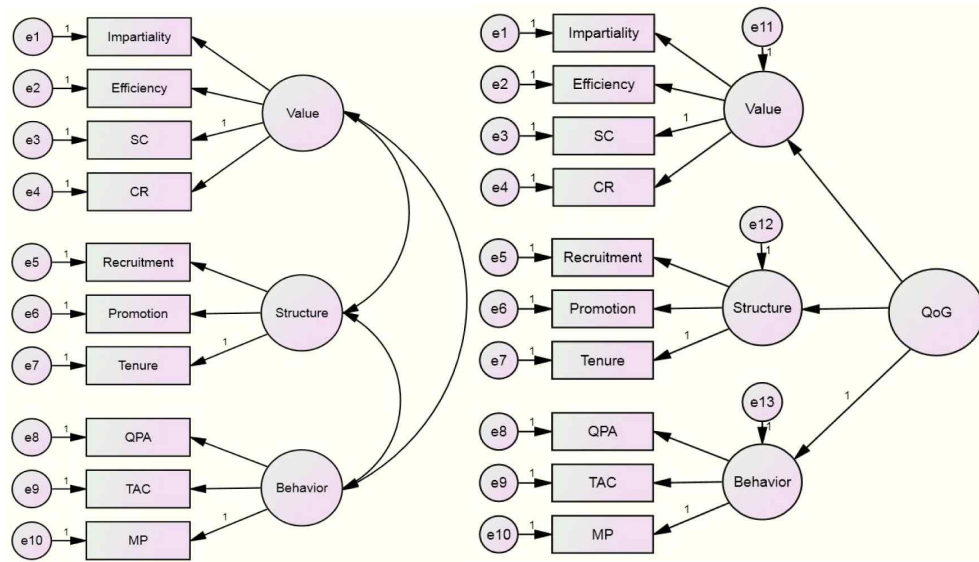 e1
1
Impartiality
e2
1
Efficiency
e3
1
SC
1
e4
1
CR
Value
e5
1
Recruitment
e6
1
Promotion
e7
1
Tenure
1
Structure
e8
1
QPA
e9
1
TAC
e10
1
MP
1
Behavior
e1
1
Impartiality
e2
1
Efficiency
e3
1
SC
1
e4
1
CR
e11
1
Value
e5
1
Recruitment
e6
1
Promotion
e7
1
Tenure
1
e12
1
Structure
QoG
e8
1
QPA
e9
1
TAC
e10
1
MP
1
e13
1
Behavior
1